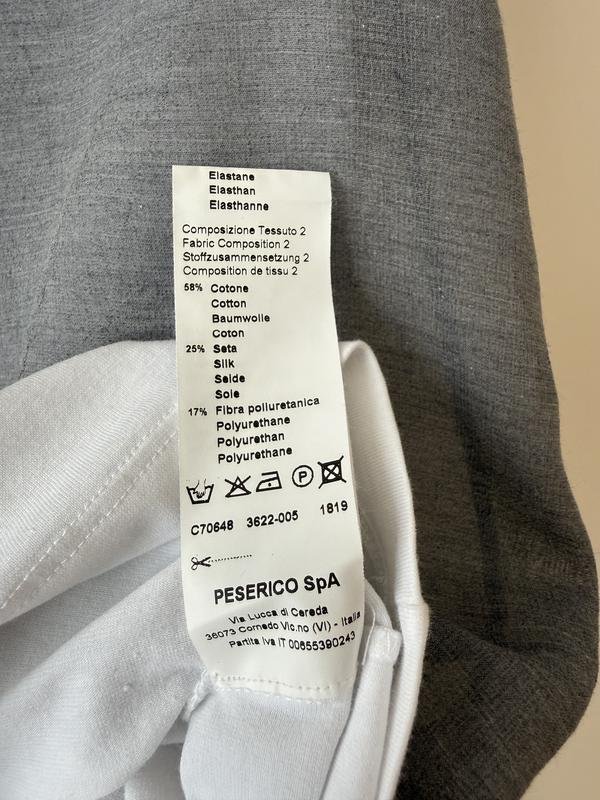 Elastane
Elasthan
Elasthanne
Composizione Tessuto 2
Fabric Composition 2
Stoffzusammensetzung 2
Composition de tissu 2
58% Cotone
Cotton
Baumwolle
Coton
25% Seta
Silk
Seide
Soie
17% Fibra poliuretanica
Polyurethane
Polyurethan
Polyurethane
P
C70648 3622-005 1819
PESERICO SpA
Via Lucca di Cereda
36073 Cornedo Vic.no (VI) - Italia
Partita Iva IT 00655390243